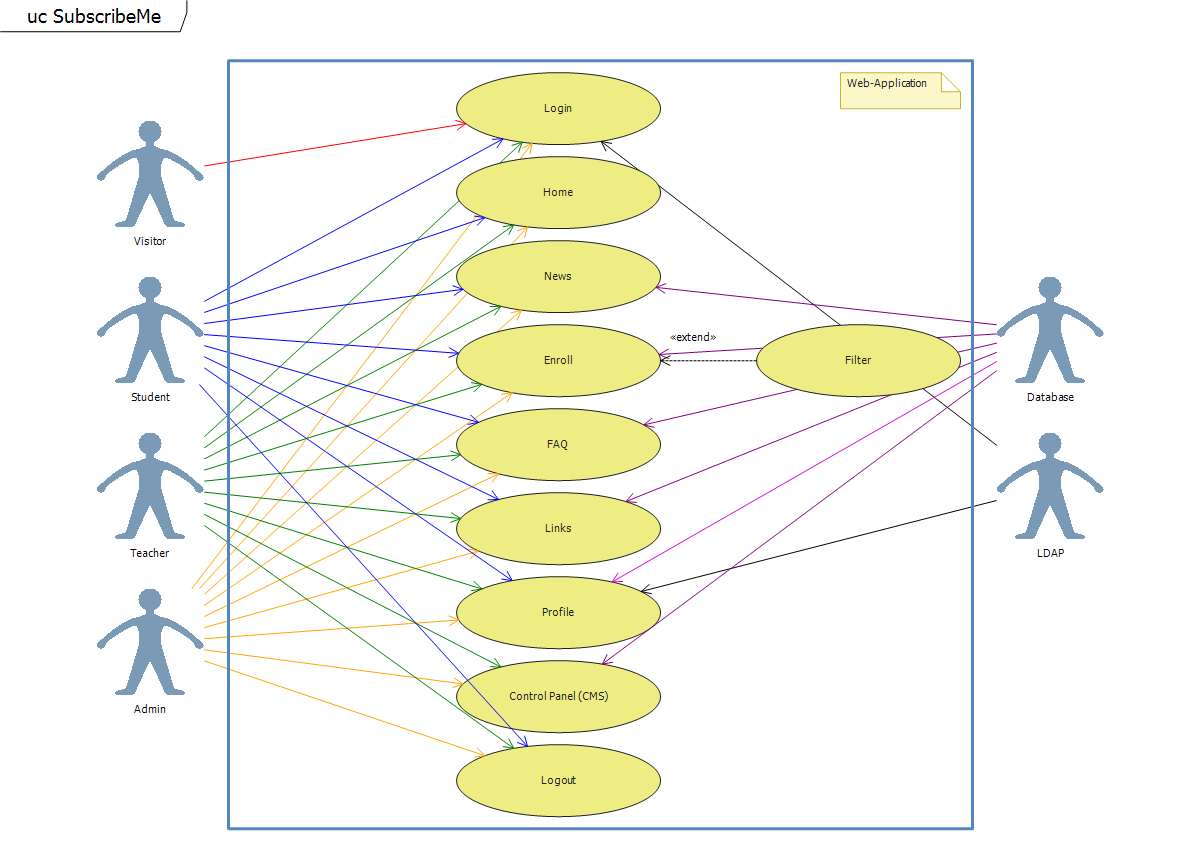 uc SubscribeMe
Web-Application
Login
Home
News
«extend»
Enroll
Filter
FAQ
Links
Profile
Control Panel (CMS)
Logout
Visitor
Student
Teacher
Admin
Database
LDAP